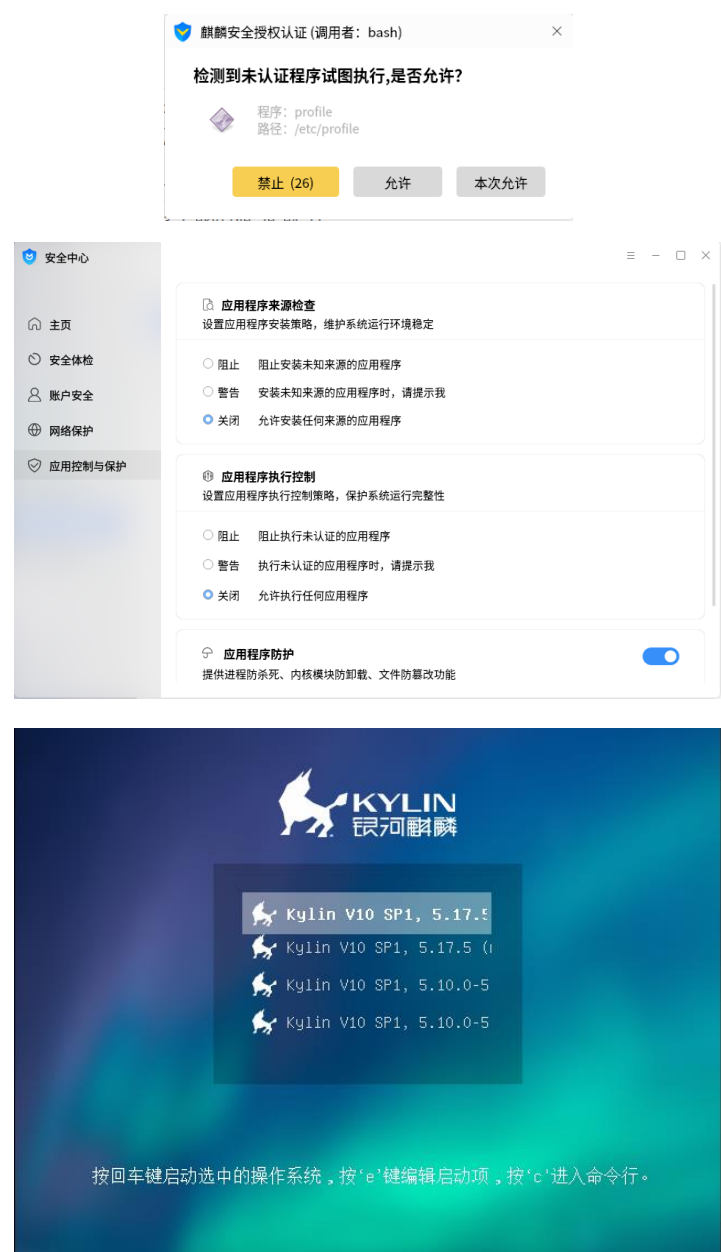 麒麟安全授权认证(调用者：bash)
检测到未认证程序试图执行,是否允许?
程序：profile
路径：/etc/profile
禁止 (26)
允许
本次允许
安全中心
主页
安全体检
账户安全
网络保护
应用控制与保护
应用程序来源检查
设置应用程序安装策略，维护系统运行环境稳定
阻止 阻止安装未知来源的应用程序
警告 安装未知来源的应用程序时，请提示我
关闭 允许安装任何来源的应用程序
应用程序执行控制
设置应用程序执行控制策略，保护系统运行完整性
阻止 阻止执行未认证的应用程序
警告 执行未认证的应用程序时，请提示我
关闭 允许执行任何应用程序
应用程序防护
提供进程防杀死、内核模块防卸载、文件防篡改功能
KYLIN
银河麒麟
Kylin V10 SP1, 5.17.5
Kylin V10 SP1, 5.17.5 (
Kylin V10 SP1, 5.10.0-5
Kylin V10 SP1, 5.10.0-5
按回车键启动选中的操作系统，按‘e’键编辑启动项，按‘c’进入命令行。